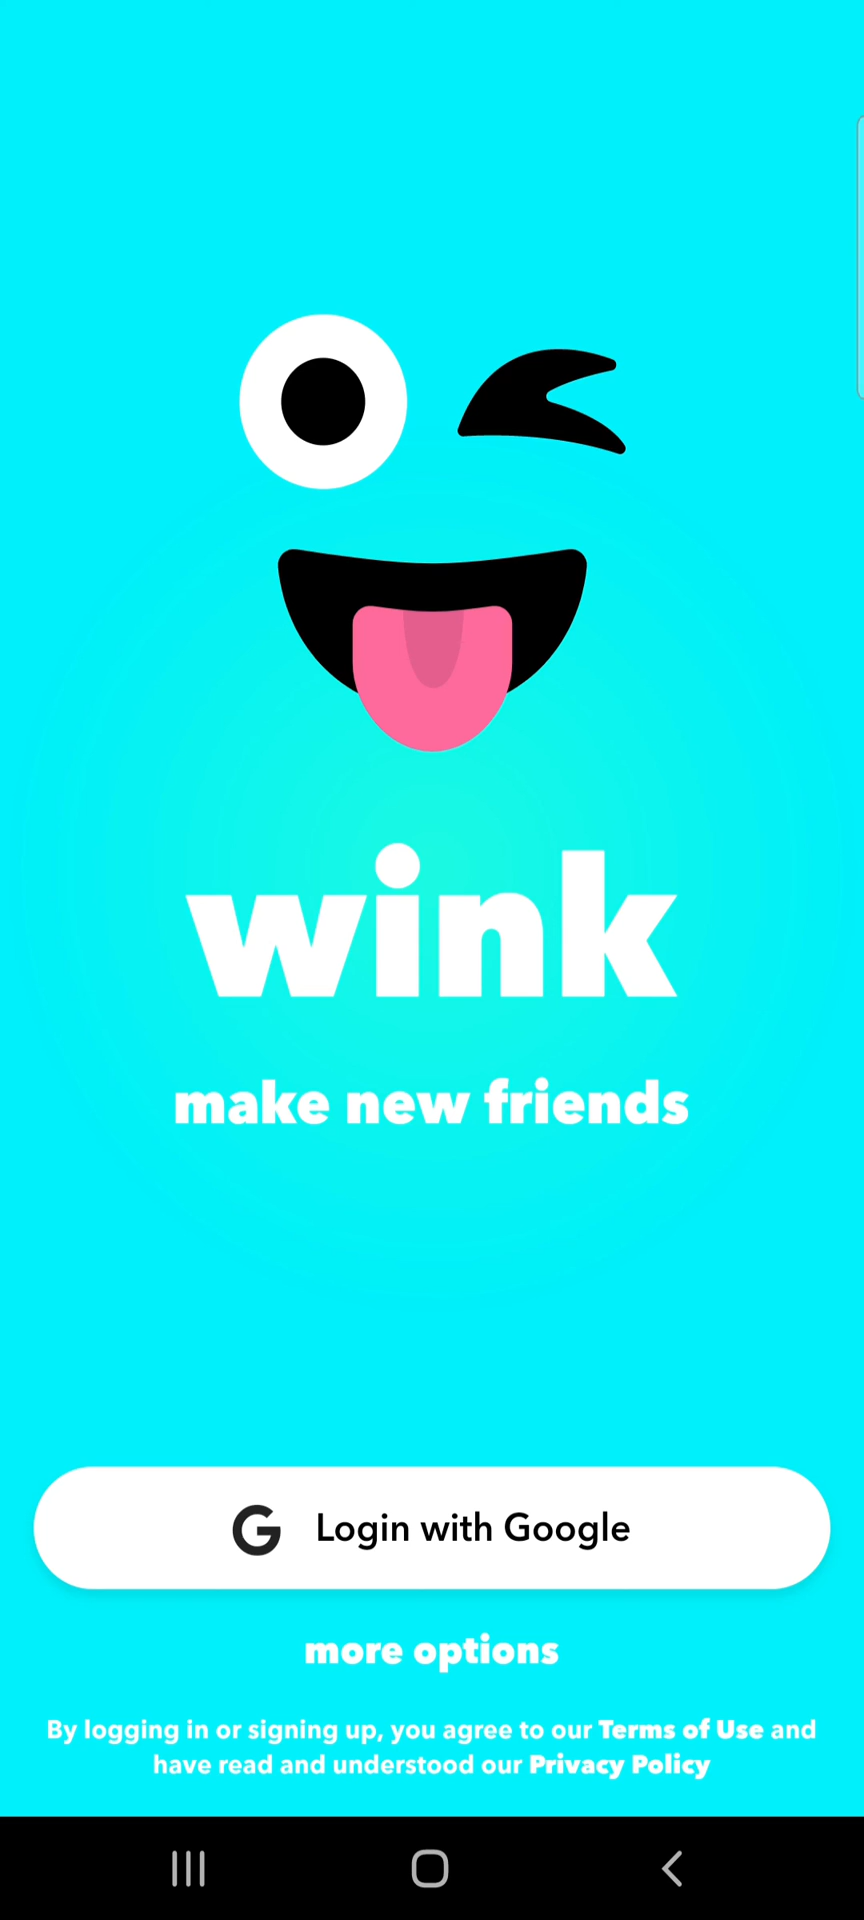 wink
make new friends
Login with Google
more options
By logging in or signing up, you agree to our Terms of Use and
have read and understood our Privacy Policy